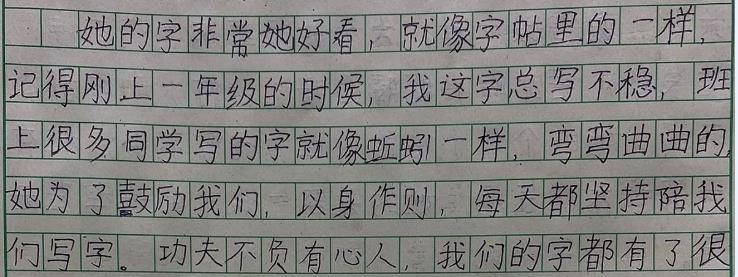 她的字非常她好看，就像字帖里的一样，
记得刚上一年级的时候，我这字总写不稳，班
上很多同学写的字就像蚯蚓一样，弯弯曲曲的，
她为了鼓励我们，以身作则，每天都坚持陪我
们写字。功夫不负有心人，我们的字都有了很